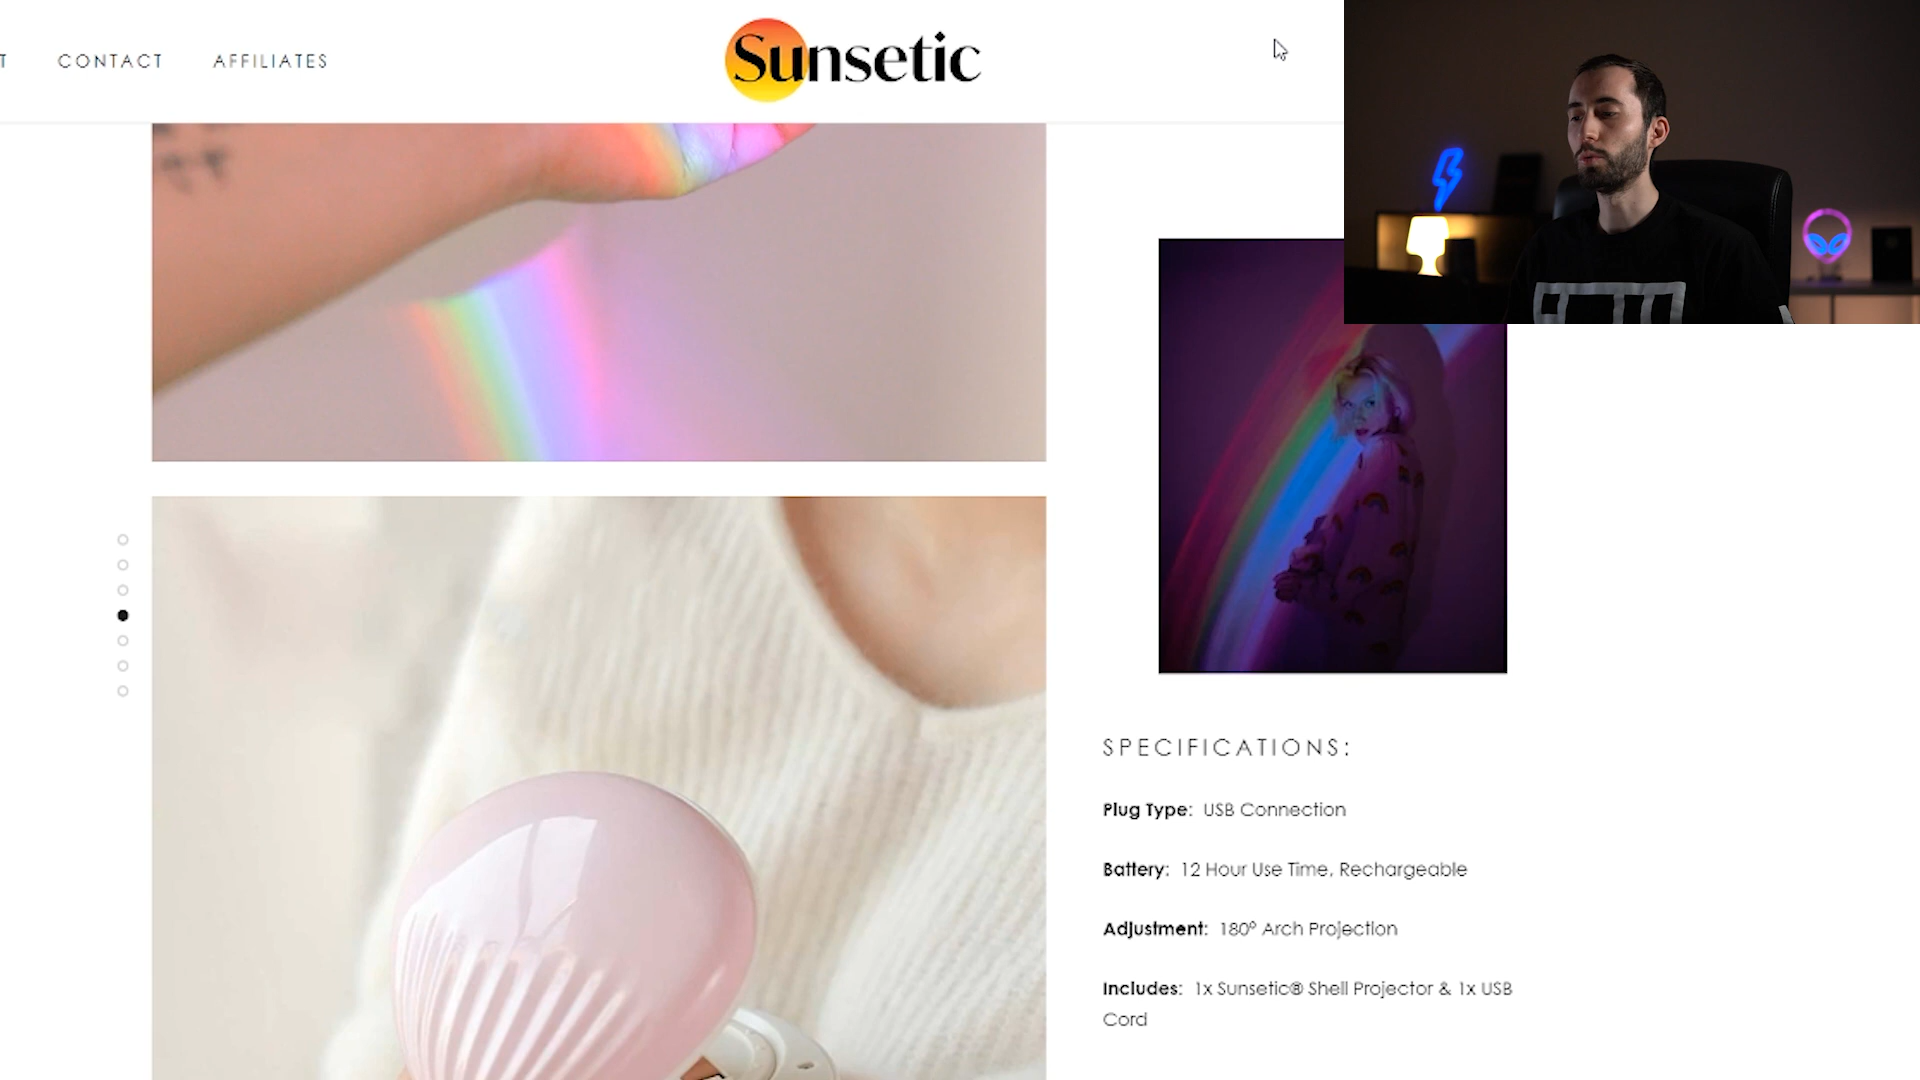 T CONTACT AFFILIATES
Sunsetic
SPECIFICATIONS:
Plug Type: USB Connection
Battery: 12 Hour Use Time, Rechargeable
Adjustment: 180º Arch Projection
Includes: 1x Sunsetic® Shell Projector & 1x USB
Cord